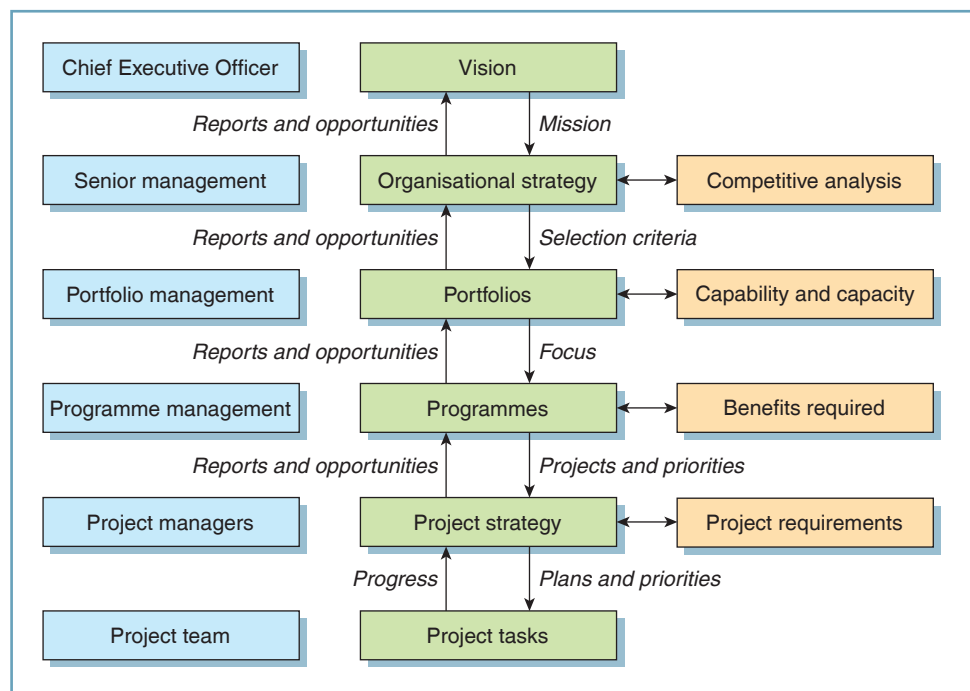 Chief Executive Officer
Vision
Reports and opportunities
Mission
Senior management
Organisational strategy
Competitive analysis
Reports and opportunities
Selection criteria
Portfolio management
Portfolios
Capability and capacity
Reports and opportunities
Focus
Programme management
Programmes
Benefits required
Reports and opportunities
Projects and priorities
Project managers
Project strategy
Project requirements
Progress
Plans and priorities
Project team
Project tasks